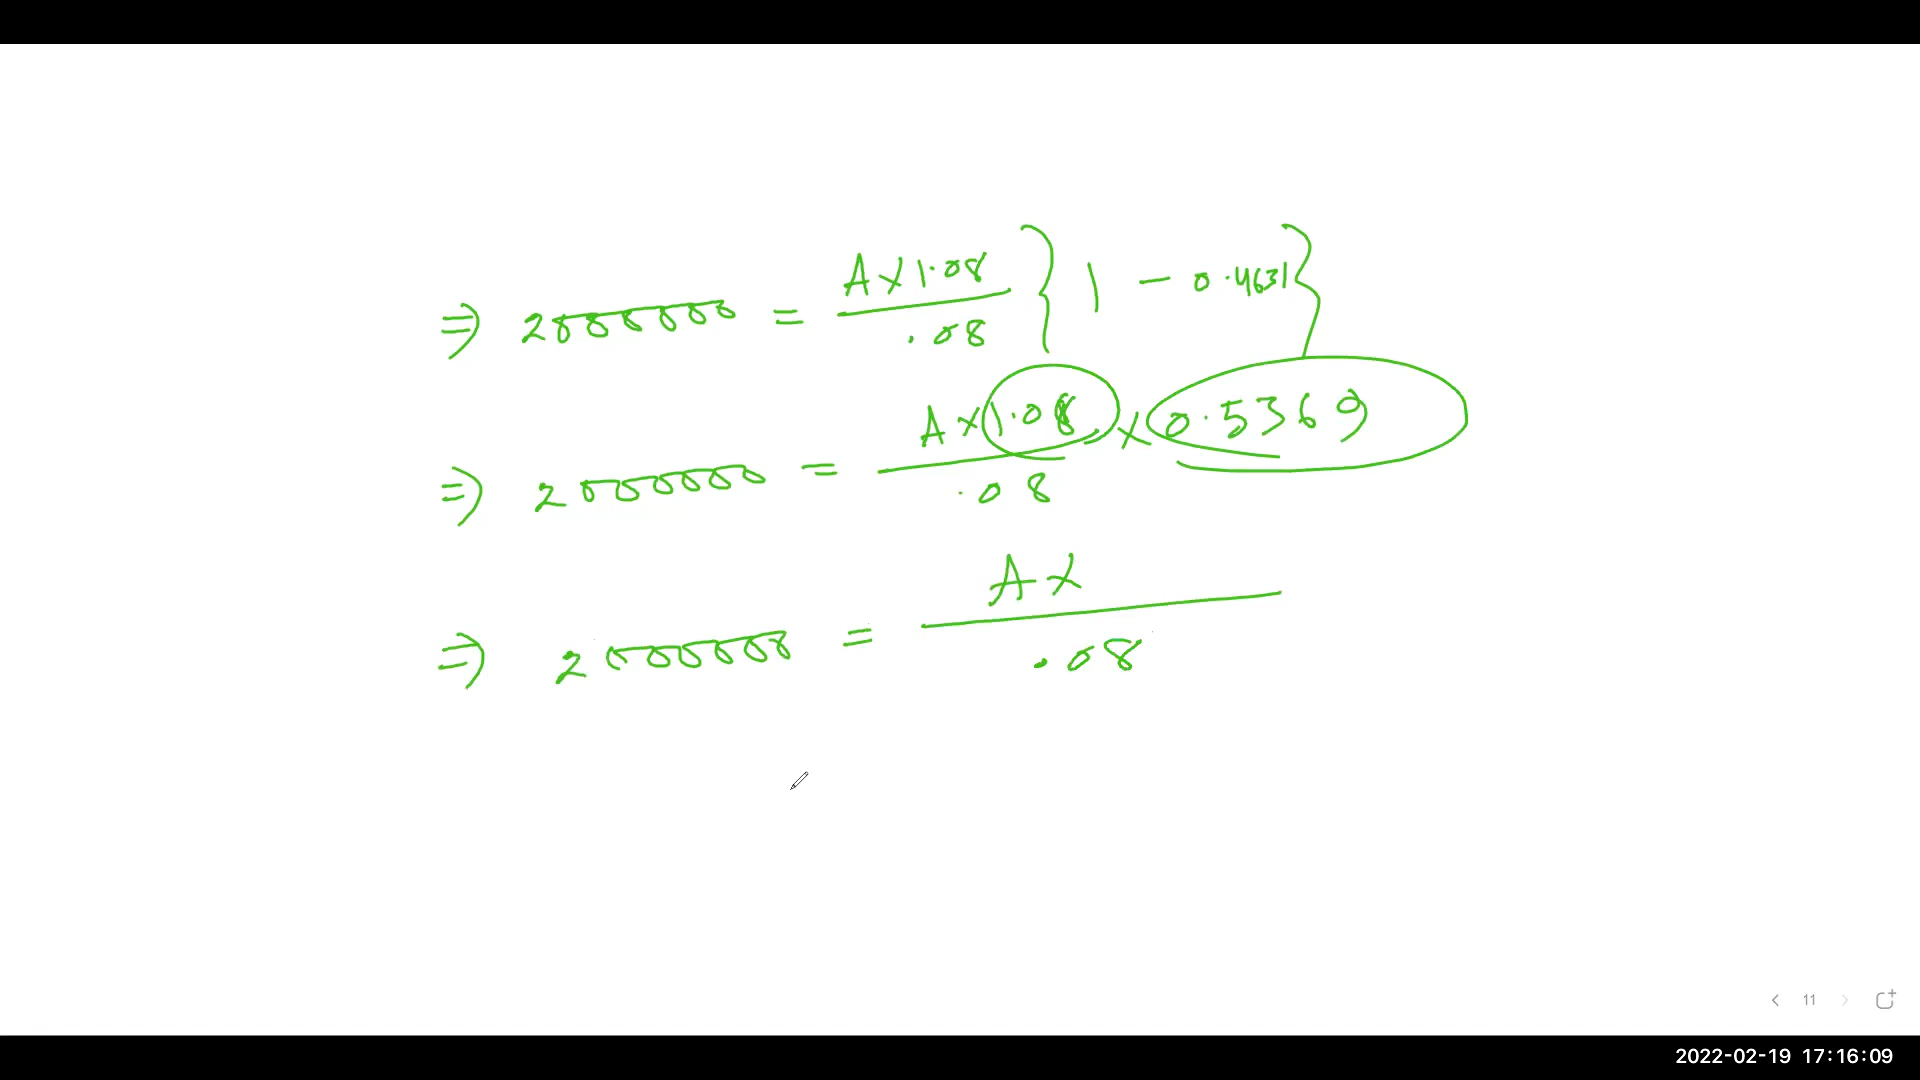 ⇒ 2000000 = A×1.08 / .08 { 1 − 0.4631 }
⇒ 2000000 = A×1.08 × 0.5369 / .08
⇒ 2000000 = A× / .08
11
2022-02-19 17:16:09